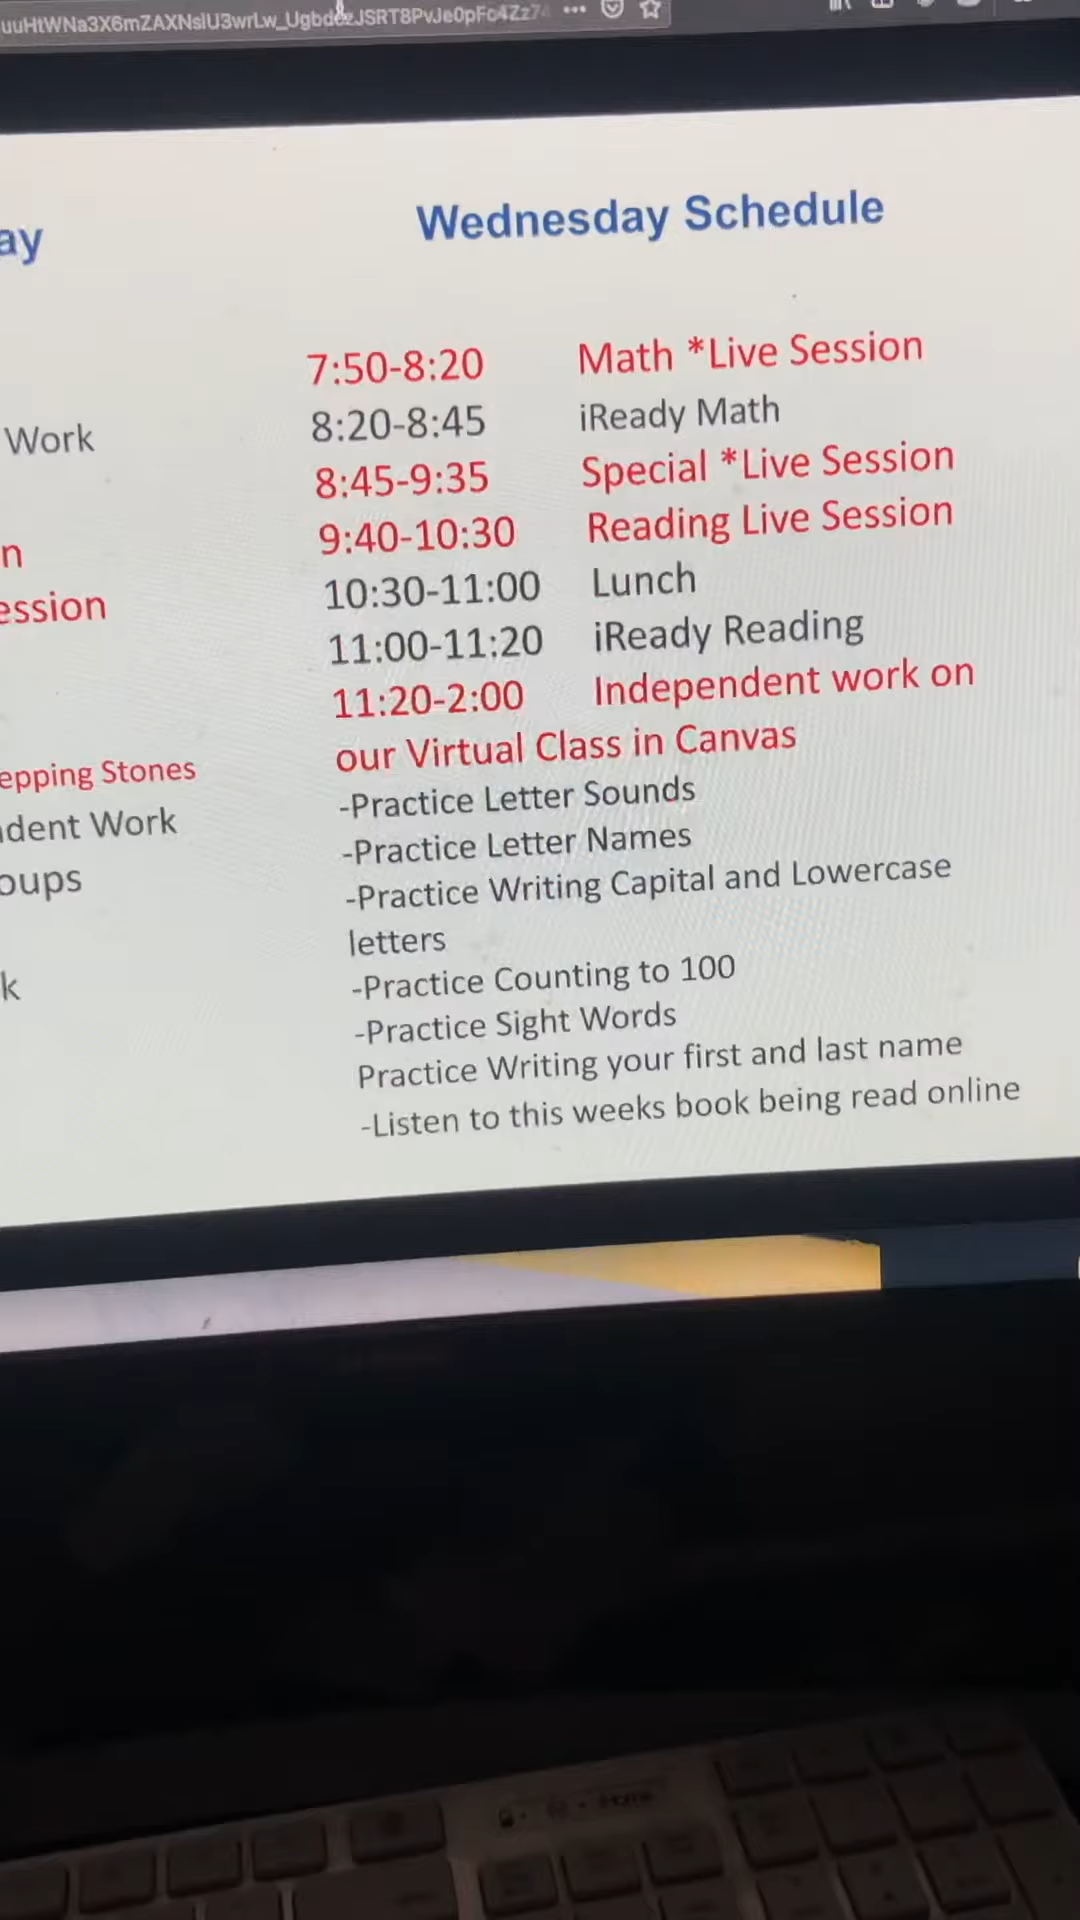 ay
Work
n
ession
epping Stones
dent Work
oups
k
Wednesday Schedule
7:50-8:20 Math *Live Session
8:20-8:45 iReady Math
8:45-9:35 Special *Live Session
9:40-10:30 Reading Live Session
10:30-11:00 Lunch
11:00-11:20 iReady Reading
11:20-2:00 Independent work on
our Virtual Class in Canvas
-Practice Letter Sounds
-Practice Letter Names
-Practice Writing Capital and Lowercase
letters
-Practice Counting to 100
-Practice Sight Words
Practice Writing your first and last name
-Listen to this weeks book being read online